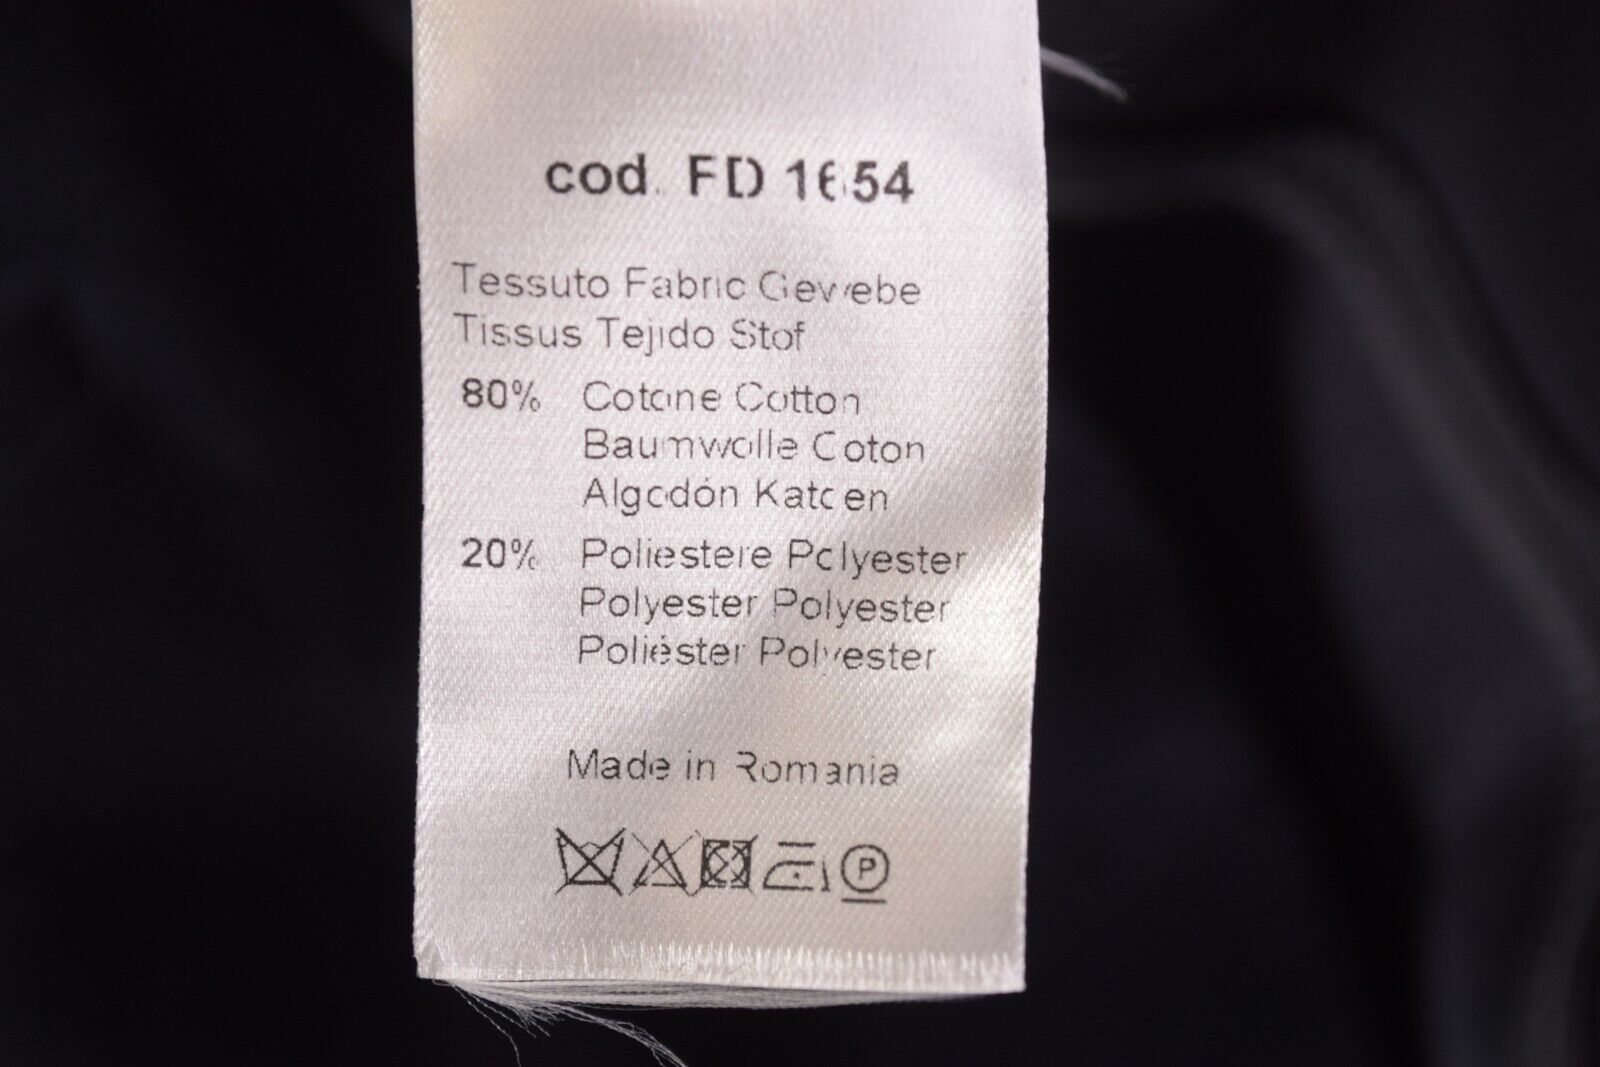 cod. FD 1654
Tessuto Fabric Gewebe
Tissus Tejido Stof
80% Cotone Cotton
Baumwolle Coton
Algodón Katoen
20% Poliestere Polyester
Polyester Polyester
Poliéster Polyester
Made in Romania
P